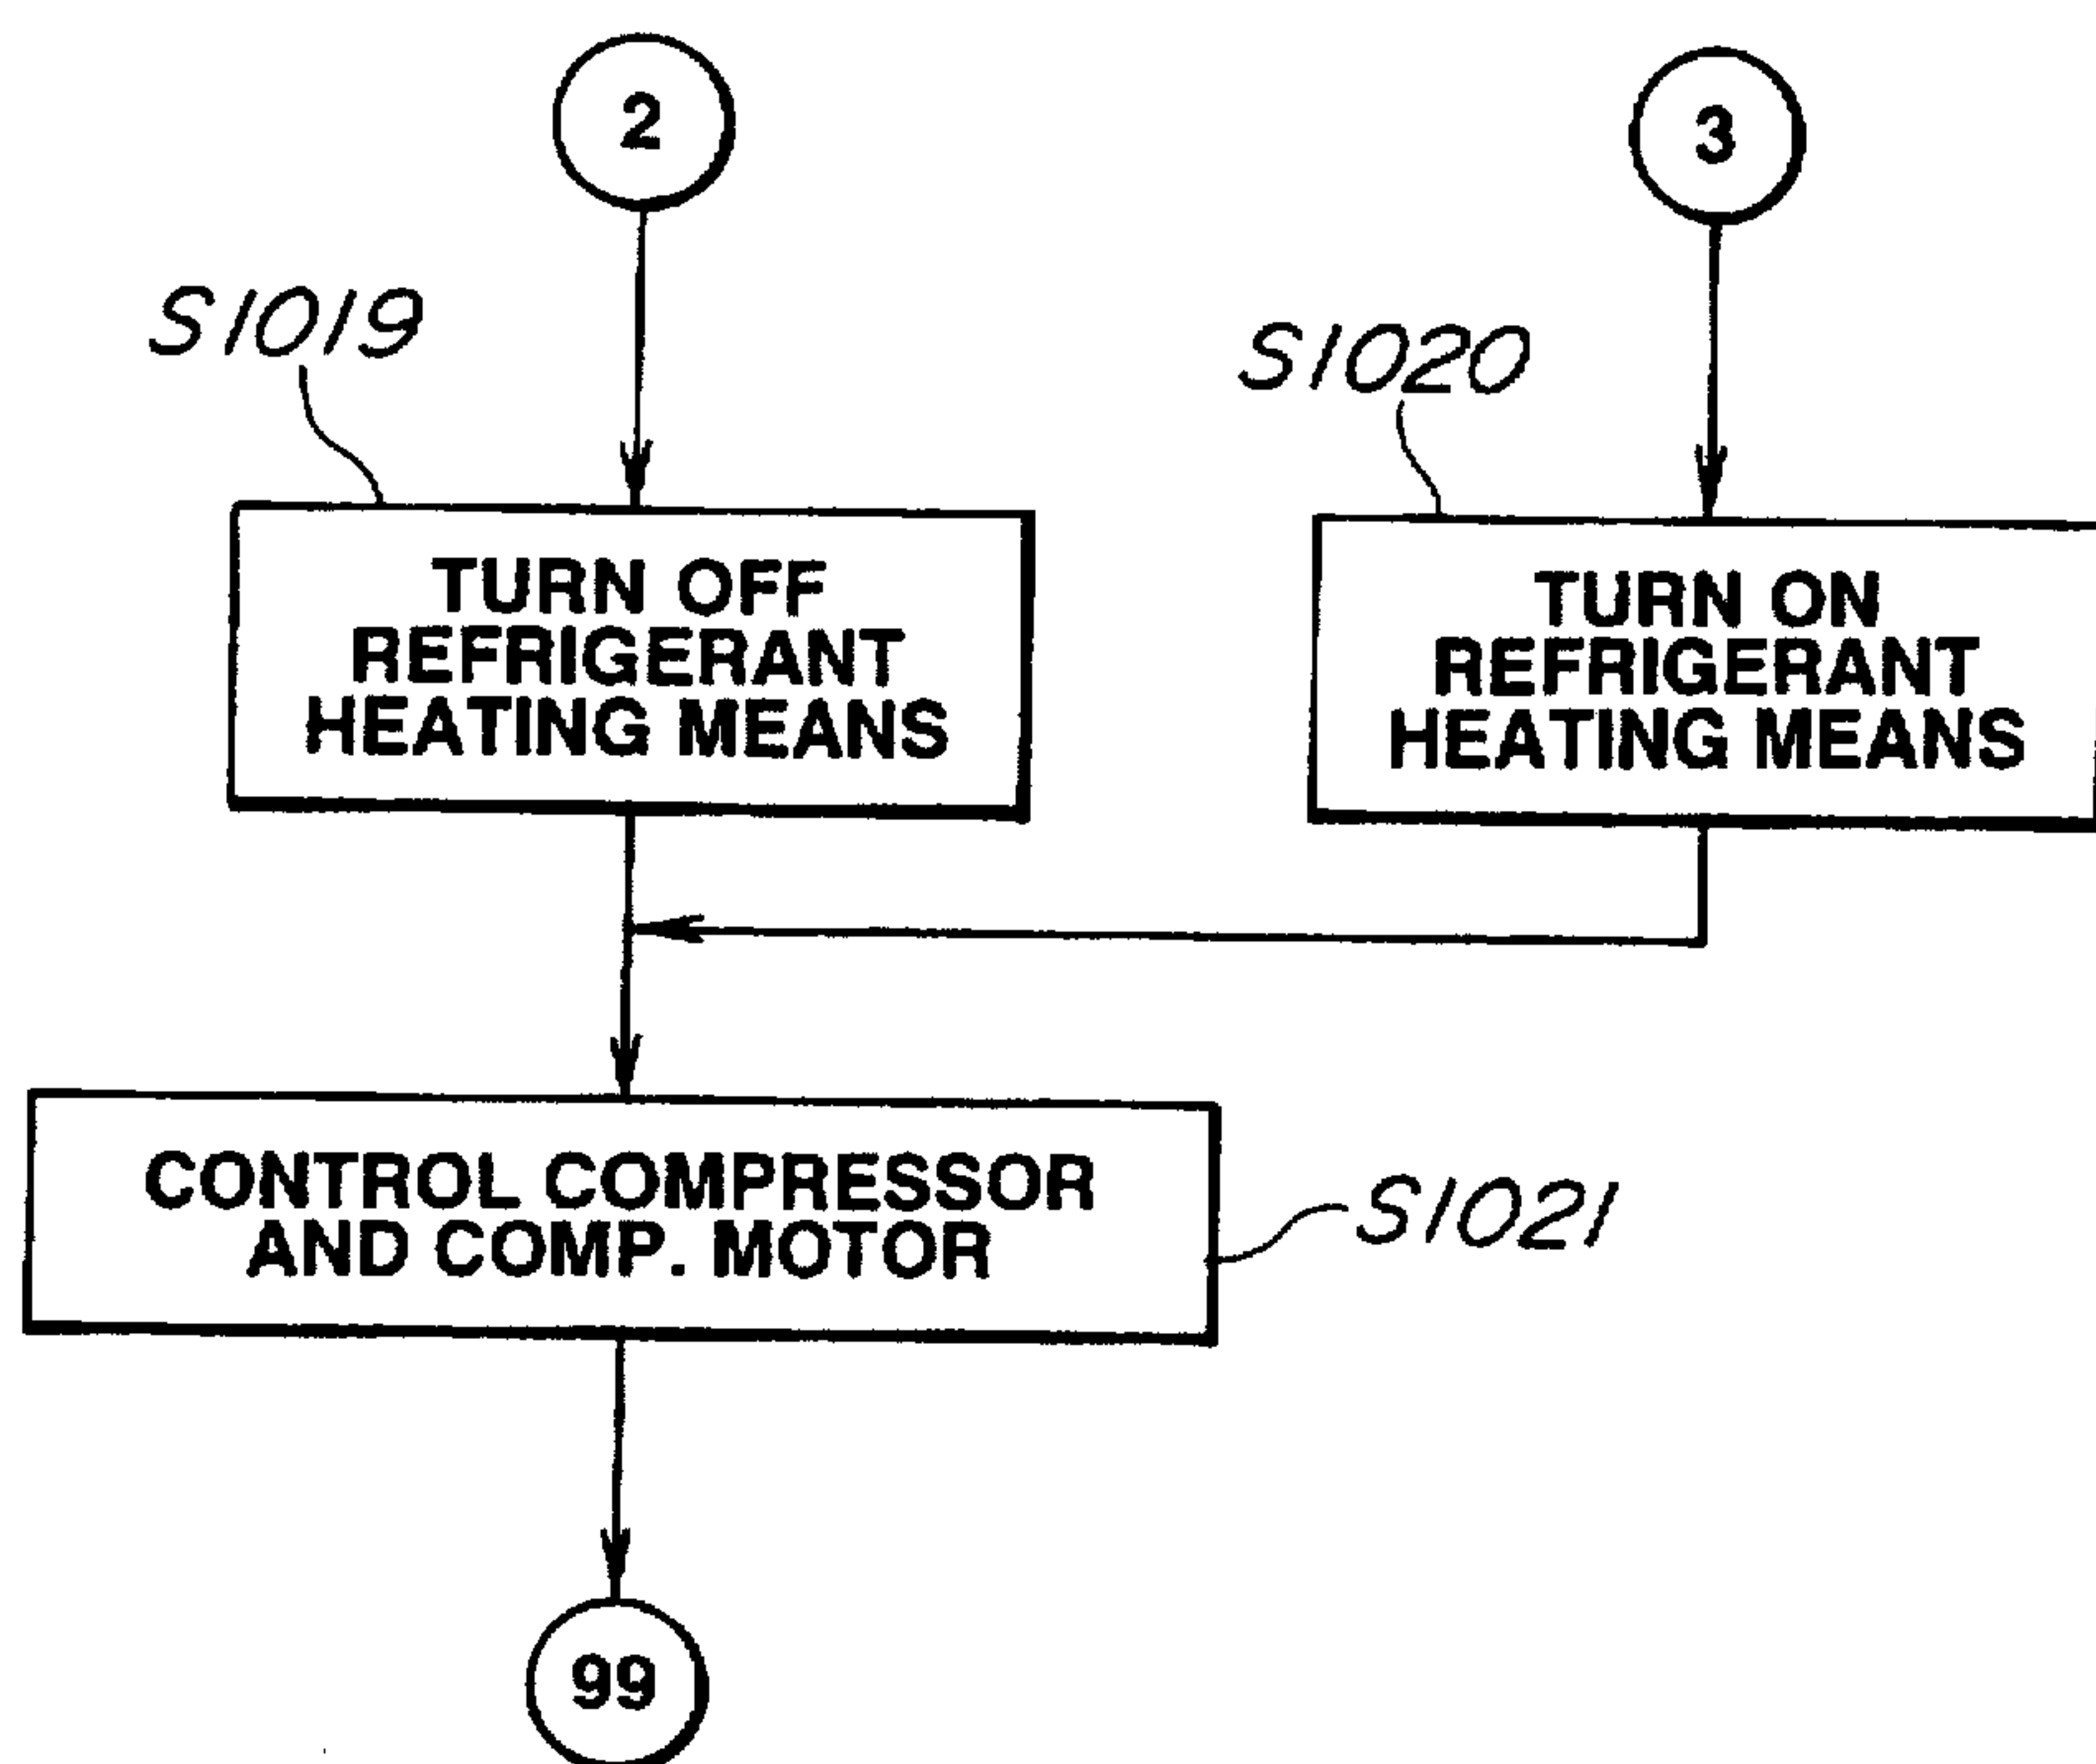 2
3
S1019
S1020
TURN OFF
REFRIGERANT
HEATING MEANS
TURN ON
REFRIGERANT
HEATING MEANS
CONTROL COMPRESSOR
AND COMP. MOTOR
S1021
99